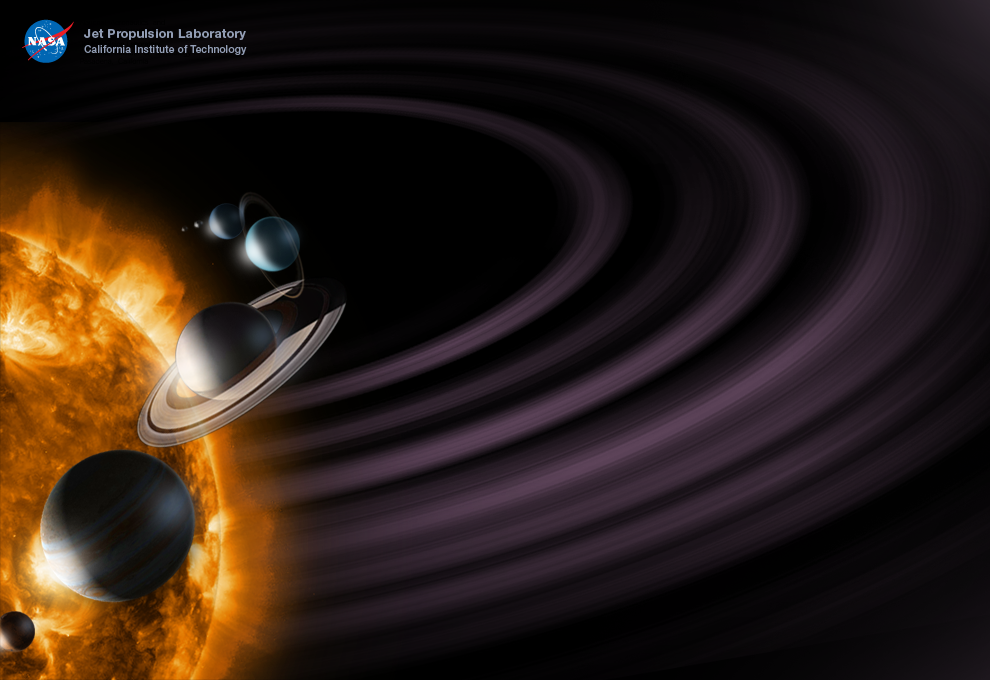 NASA
Jet Propulsion Laboratory
California Institute of Technology